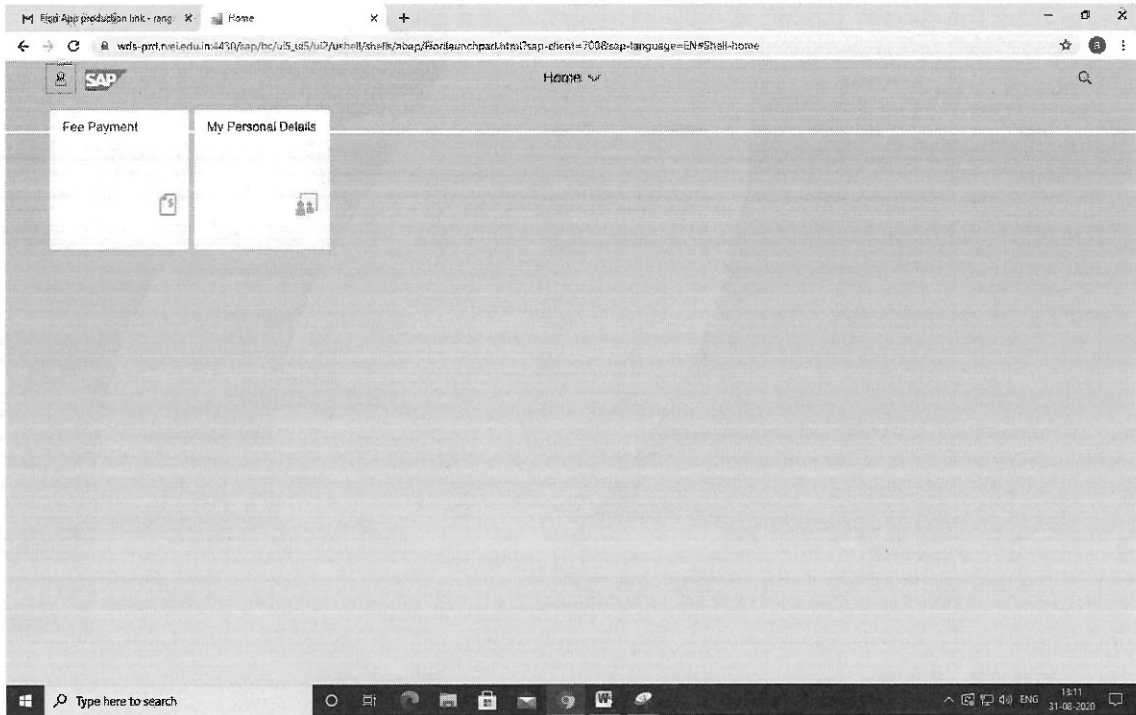 Fiori App production link - rang
Home
wds-prd.rvei.edu.in:4430/sap/bc/ui5_ui5/ui2/ushell/shells/abap/Fiorilaunchpad.html?sap-client=700&sap-language=EN#Shell-home
a
SAP
Home
Fee Payment
My Personal Details
Type here to search
ENG
13:11
31-08-2020